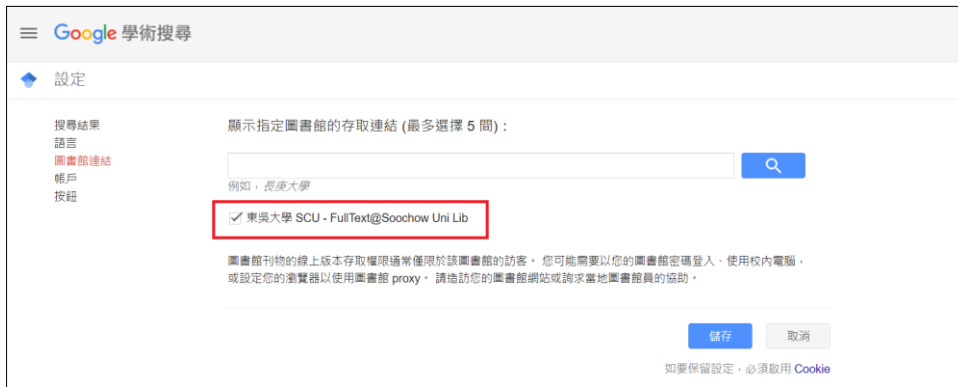 Google 學術搜尋
設定
搜尋結果
語言
圖書館連結
帳戶
按鈕
顯示指定圖書館的存取連結 (最多選擇 5 間)：
例如，長庚大學
東吳大學 SCU - FullText@Soochow Uni Lib
圖書館刊物的線上版本存取權限通常僅限於該圖書館的訪客。 您可能需要以您的圖書館密碼登入、使用校內電腦，
或設定您的瀏覽器以使用圖書館 proxy。 請造訪您的圖書館網站或詢求當地圖書館員的協助。
儲存
取消
如要保留設定，必須啟用 Cookie